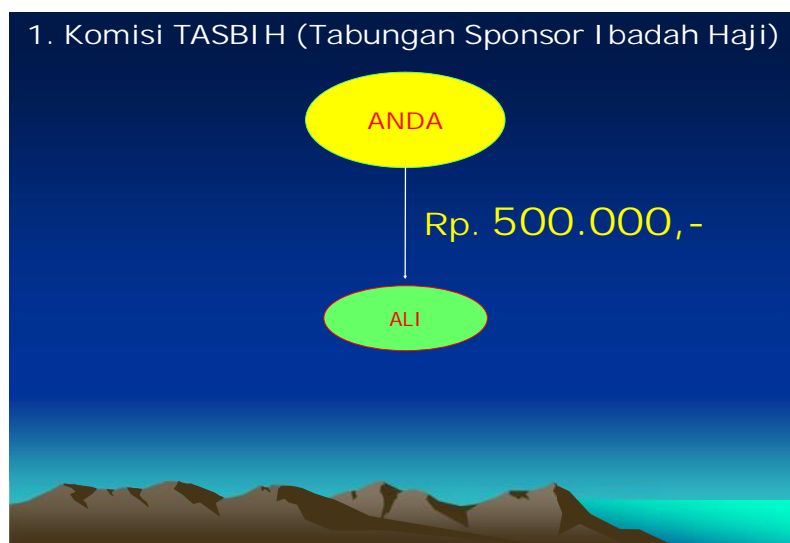 1. Komisi TASBIH (Tabungan Sponsor Ibadah Haji)
ANDA
Rp. 500.000,-
ALI